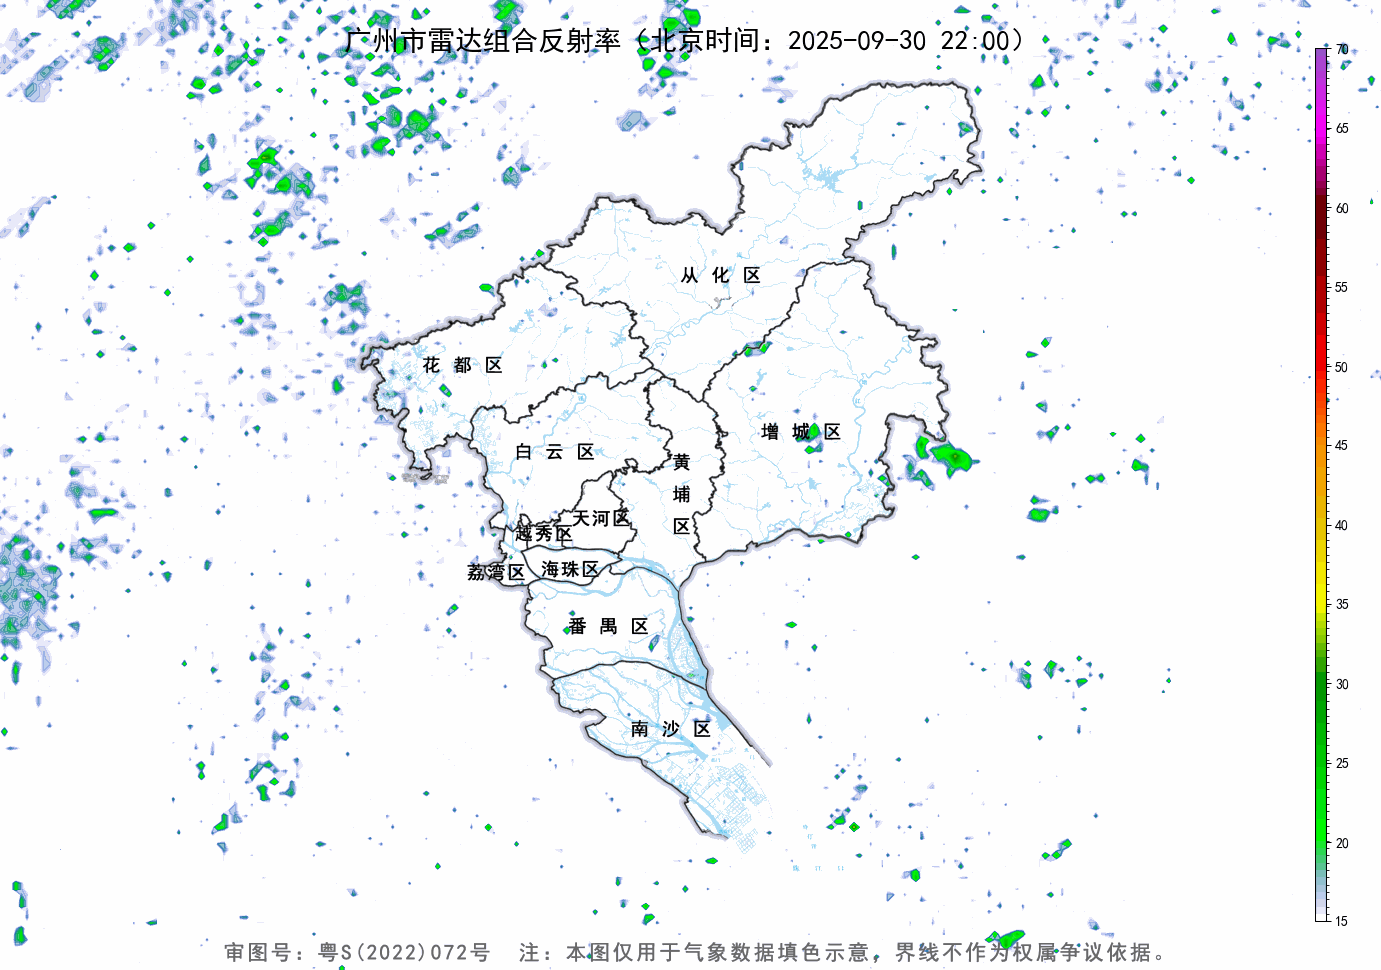 广州市雷达组合反射率（北京时间：2025-09-30 22:00）
70
65
60
55
50
45
40
35
30
25
20
15
从化区
花都区
增城区
白云区
黄埔区
天河区
越秀区
荔湾区
海珠区
番禺区
南沙区
审图号：粤S(2022)072号 注：本图仅用于气象数据填色示意，界线不作为权属争议依据。